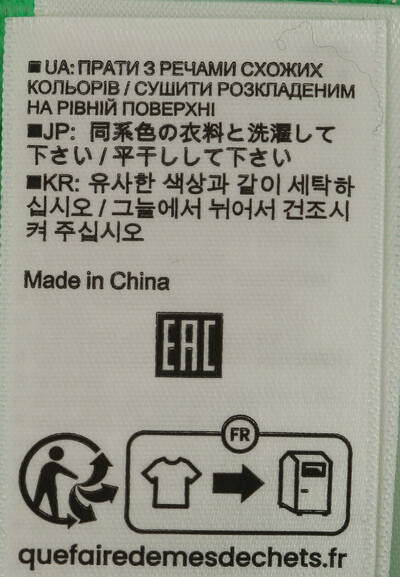 ■ UA: ПРАТИ З РЕЧАМИ СХОЖИХ
КОЛЬОРІВ / СУШИТИ РОЗКЛАДЕНИМ
НА РІВНІЙ ПОВЕРХНІ
■JP: 同系色の衣料と洗濯して
下さい / 平干しして下さい
■KR: 유사한 색상과 같이 세탁하
십시오 / 그늘에서 뉘어서 건조시
켜 주십시오
Made in China
EAC
FR
quefairedemesdechets.fr